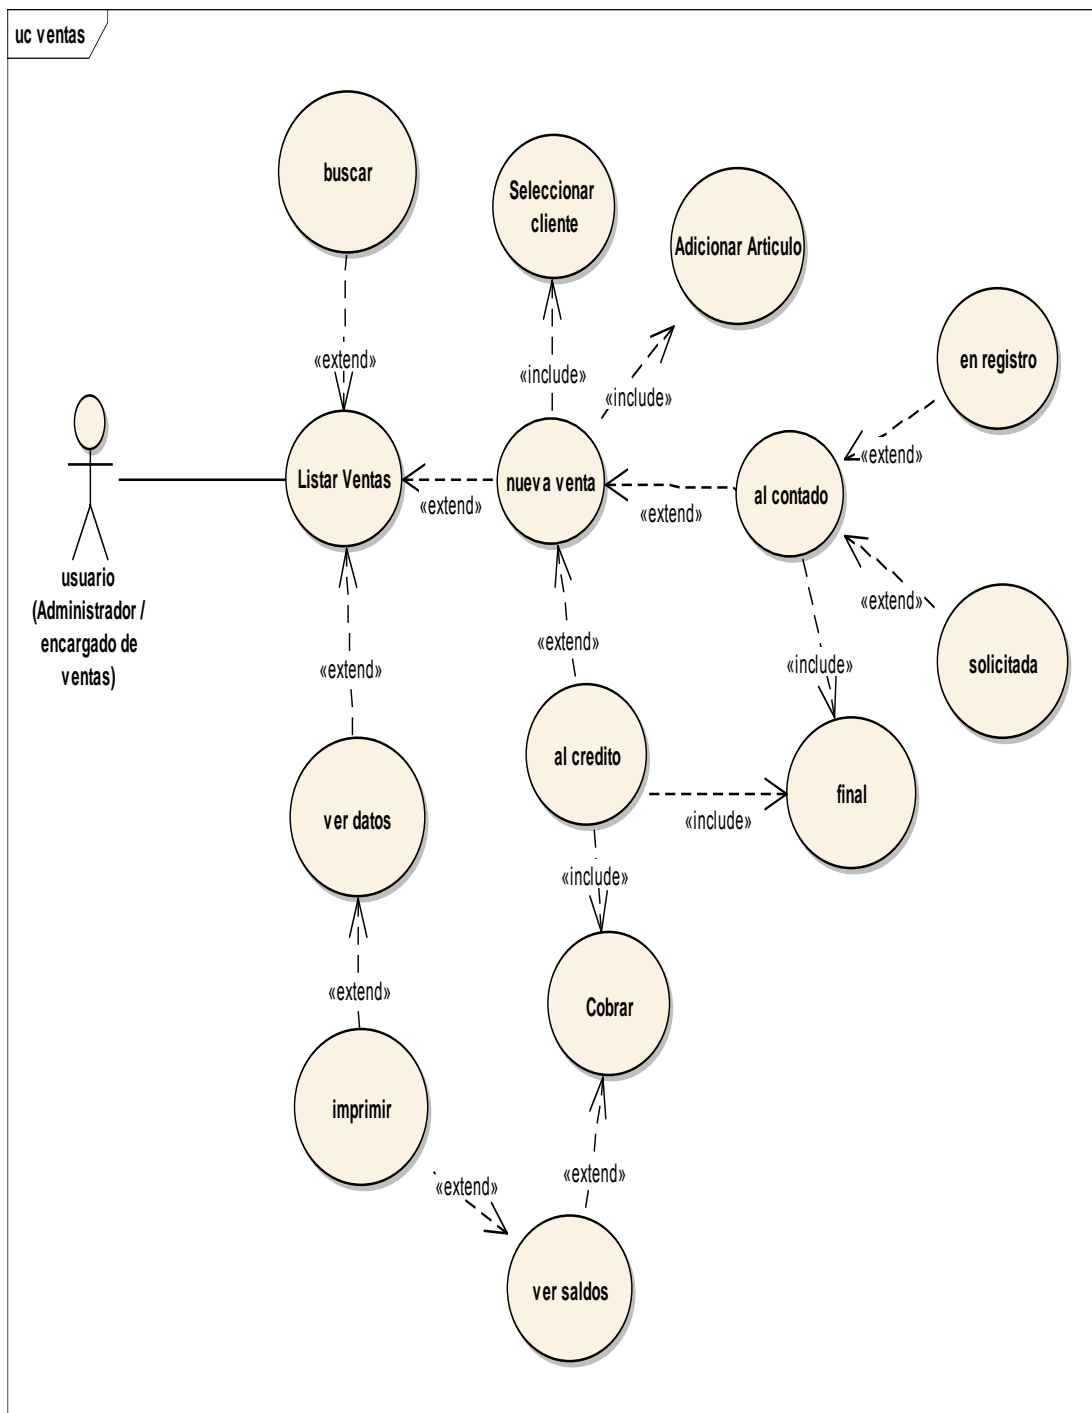 uc ventas
buscar
Seleccionar
cliente
Adicionar Articulo
en registro
«extend»
«include»
«include»
«extend»
Listar Ventas
nueva venta
al contado
«extend»
«extend»
usuario
(Administrador /
encargado de
ventas)
«extend»
«extend»
«extend»
«include»
solicitada
al credito
final
ver datos
«include»
«include»
«extend»
Cobrar
imprimir
«extend»
«extend»
ver saldos